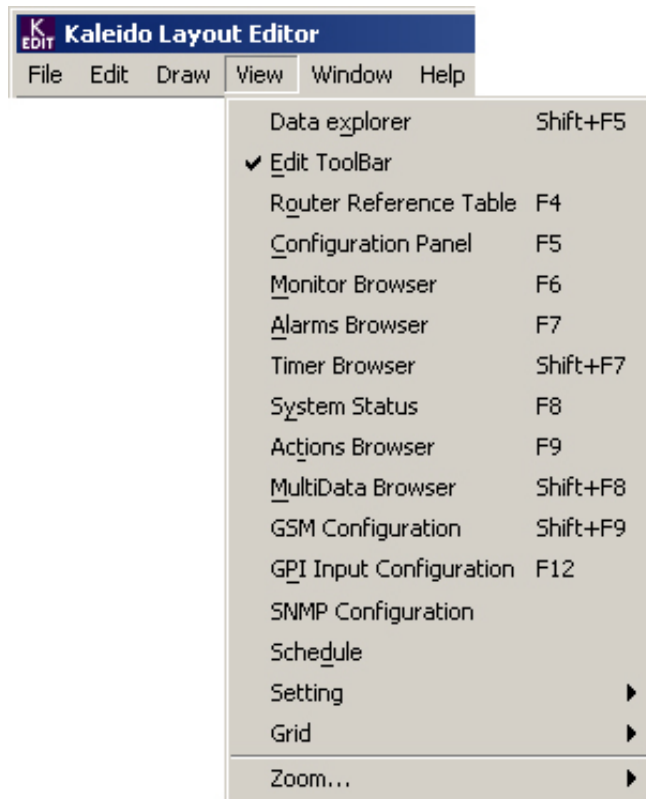 K EDIT Kaleido Layout Editor
File Edit Draw View Window Help
Data explorer Shift+F5
✔ Edit ToolBar
Router Reference Table F4
Configuration Panel F5
Monitor Browser F6
Alarms Browser F7
Timer Browser Shift+F7
System Status F8
Actions Browser F9
MultiData Browser Shift+F8
GSM Configuration Shift+F9
GPI Input Configuration F12
SNMP Configuration
Schedule
Setting
Grid
Zoom...